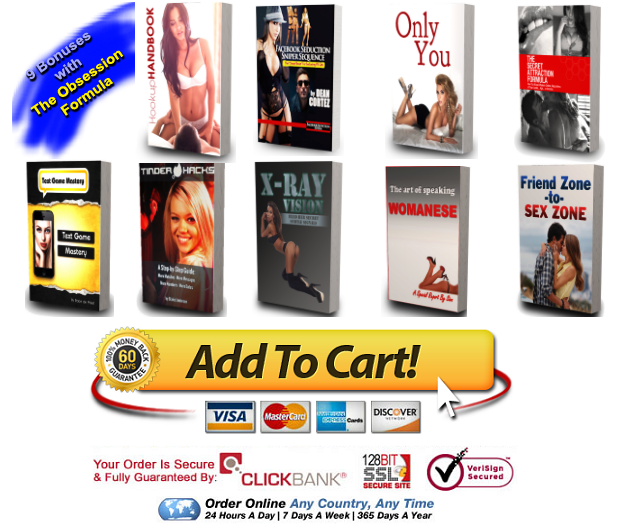 9 Bonuses
with
The Obsession
Formula
Hookup HANDBOOK
FACEBOOK SEDUCTION
SNIPER SEQUENCE
by DEAN
CORTEZ
Only
You
THE
SECRET
ATTRACTION
FORMULA
Text Game Mastery
Text Game
Mastery
TINDER HACKS
A Step by Step Guide
X-RAY
VISION
The art of speaking
WOMANESE
A Special Report By
Friend Zone
-to-
SEX ZONE
100% MONEY BACK
60
DAYS
GUARANTEE
Add To Cart!
VISA
MasterCard
AMERICAN EXPRESS Cards
DISCOVER
NETWORK
Your Order Is Secure
& Fully Guaranteed By:
CLICKBANK®
128BIT
SSL
SECURE SITE
VeriSign
Secured™
Order Online Any Country, Any Time
24 Hours A Day | 7 Days A Week | 365 Days A Year